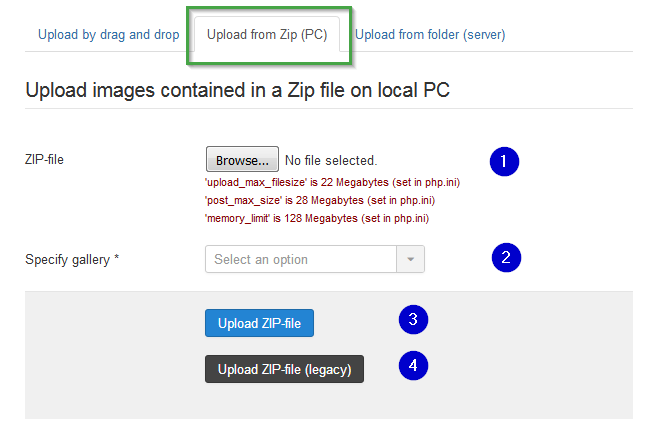 Upload by drag and drop Upload from Zip (PC) Upload from folder (server)
Upload images contained in a Zip file on local PC
ZIP-file Browse... No file selected. 1
'upload_max_filesize' is 22 Megabytes (set in php.ini)
'post_max_size' is 28 Megabytes (set in php.ini)
'memory_limit' is 128 Megabytes (set in php.ini)
Specify gallery * Select an option 2
Upload ZIP-file 3
Upload ZIP-file (legacy) 4